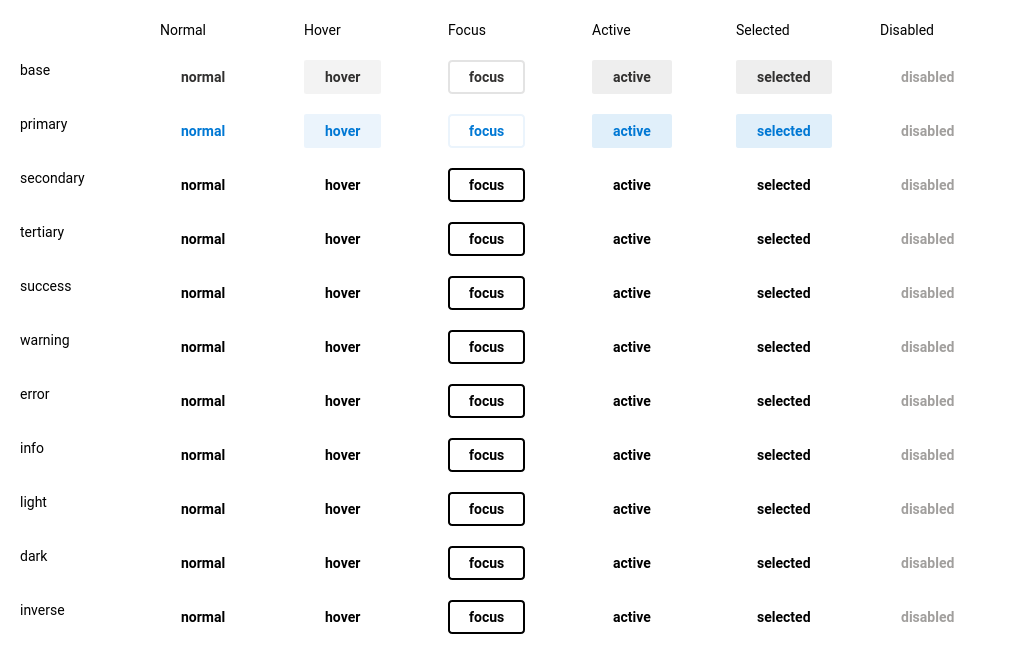 Normal Hover Focus Active Selected Disabled
base normal hover focus active selected disabled
primary normal hover focus active selected disabled
secondary normal hover focus active selected disabled
tertiary normal hover focus active selected disabled
success normal hover focus active selected disabled
warning normal hover focus active selected disabled
error normal hover focus active selected disabled
info normal hover focus active selected disabled
light normal hover focus active selected disabled
dark normal hover focus active selected disabled
inverse normal hover focus active selected disabled